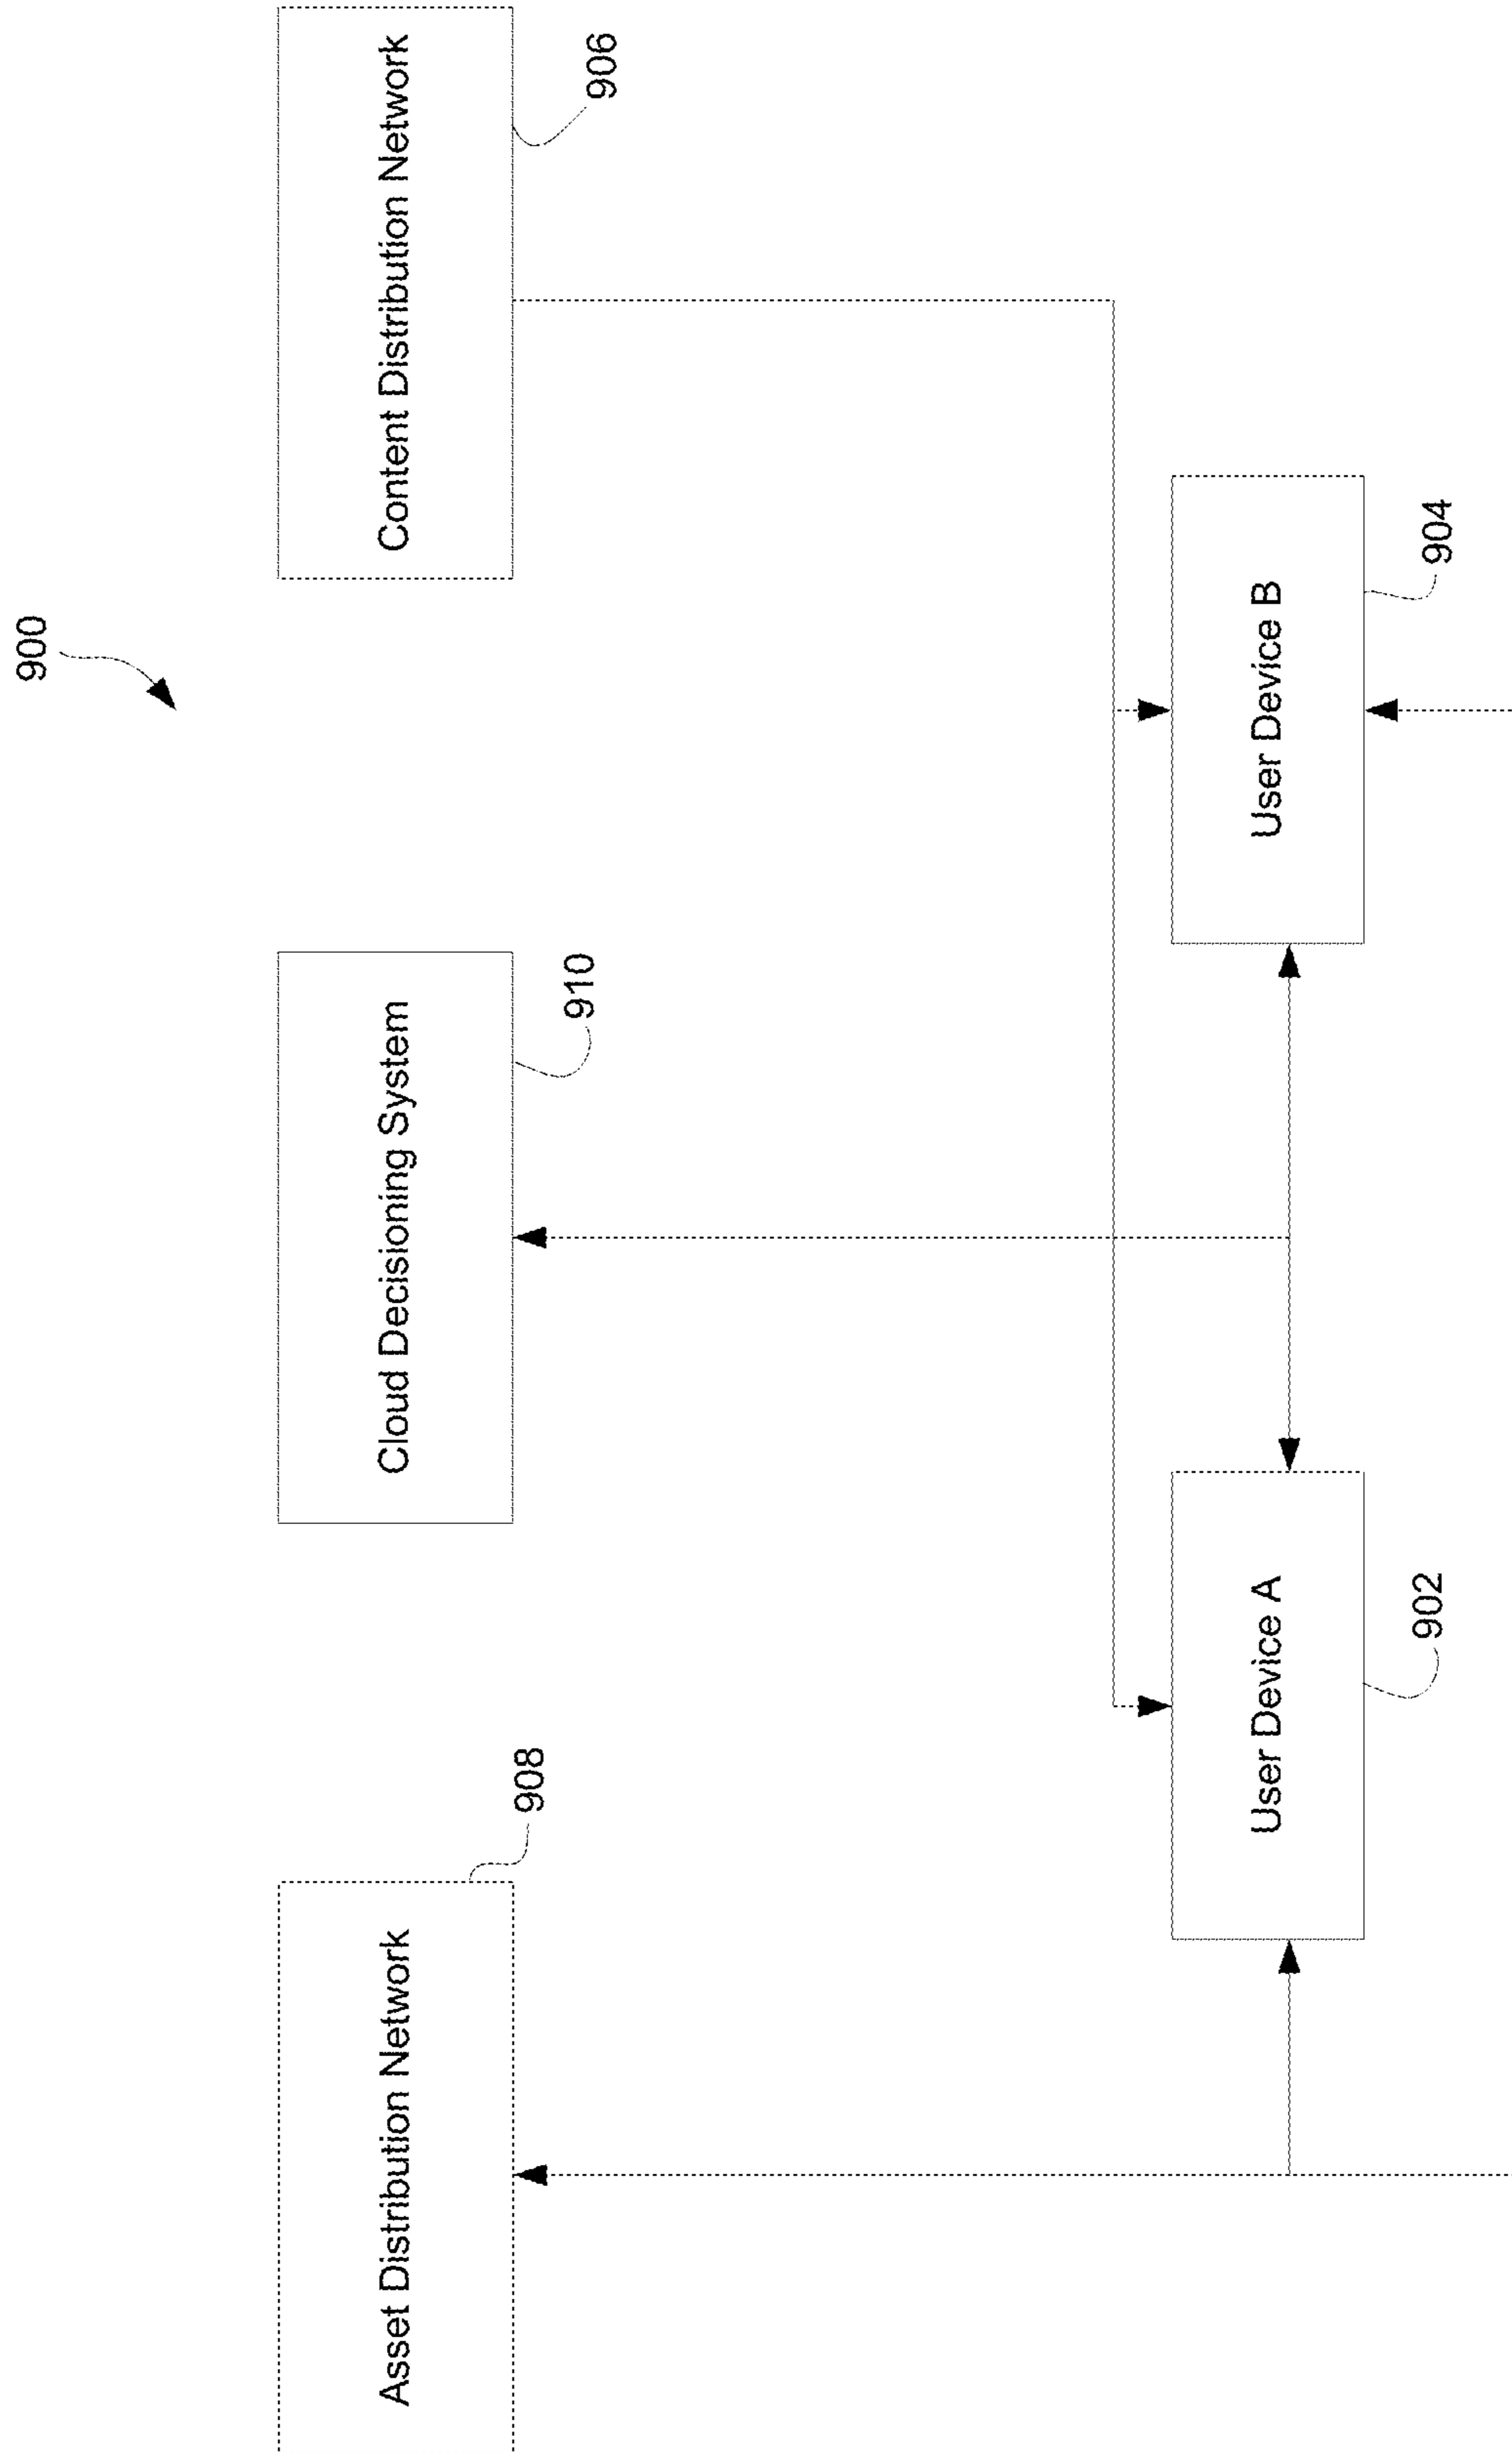 900
Asset Distribution Network
908
Cloud Decisioning System
910
Content Distribution Network
906
User Device A
902
User Device B
904